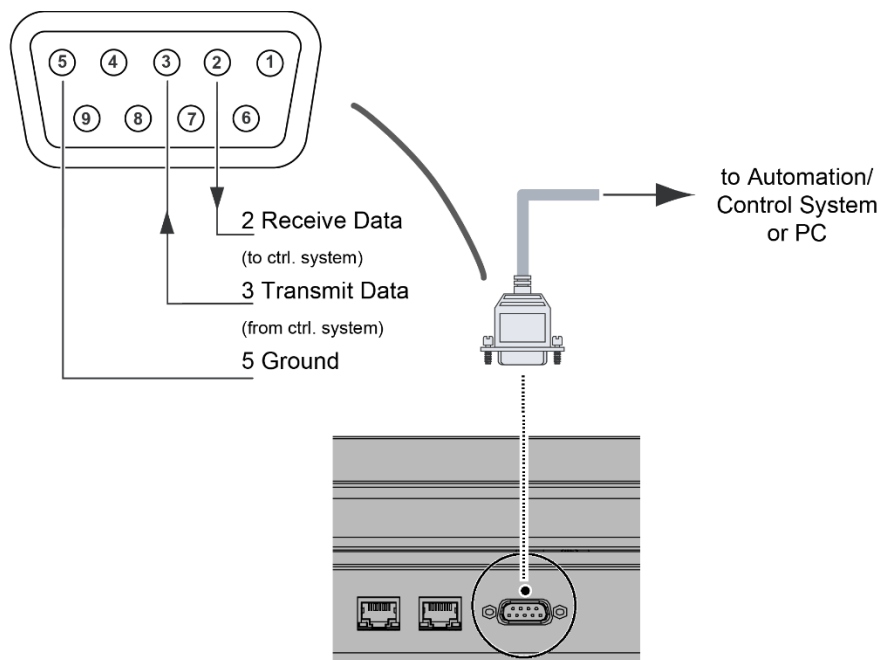 5 4 3 2 1
9 8 7 6
2 Receive Data
(to ctrl. system)
3 Transmit Data
(from ctrl. system)
5 Ground
to Automation/
Control System
or PC